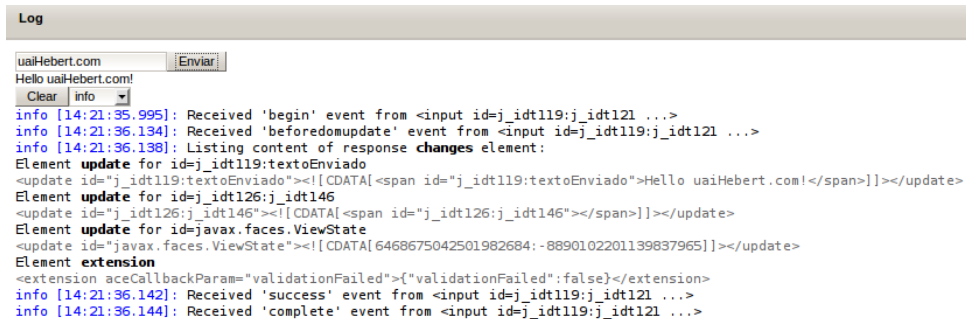 Log
uaiHebert.com Enviar
Hello uaiHebert.com!
Clear info
info [14:21:35.995]: Received 'begin' event from <input id=j_idt119:j_idt121 ...>
info [14:21:36.134]: Received 'beforedomupdate' event from <input id=j_idt119:j_idt121 ...>
info [14:21:36.138]: Listing content of response changes element:
Element update for id=j_idt119:textoEnviado
<update id="j_idt119:textoEnviado"><![CDATA[<span id="j_idt119:textoEnviado">Hello uaiHebert.com!</span>]]></update>
Element update for id=j_idt126:j_idt146
<update id="j_idt126:j_idt146"><![CDATA[<span id="j_idt126:j_idt146"></span>]]></update>
Element update for id=javax.faces.ViewState
<update id="javax.faces.ViewState"><![CDATA[6468675042501982684:-8890102201139837965]]></update>
Element extension
<extension aceCallbackParam="validationFailed">{"validationFailed":false}</extension>
info [14:21:36.142]: Received 'success' event from <input id=j_idt119:j_idt121 ...>
info [14:21:36.144]: Received 'complete' event from <input id=j_idt119:j_idt121 ...>